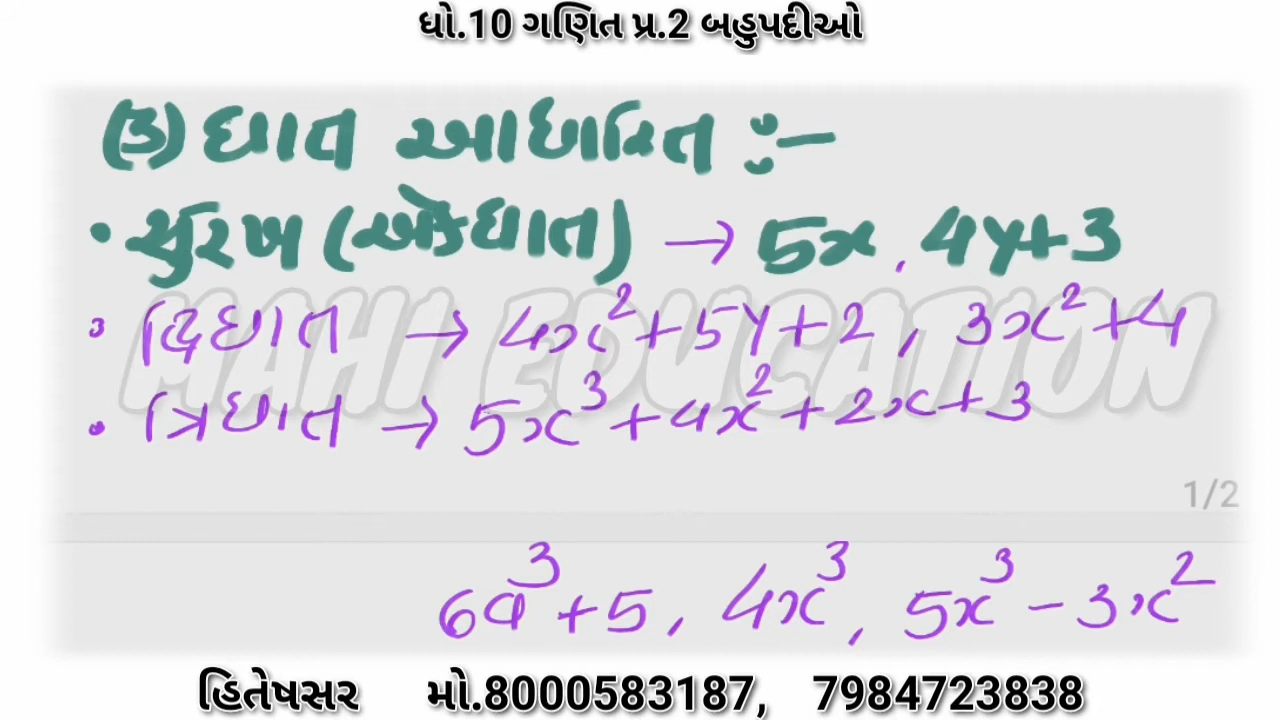 ધો.10 ગણિત પ્ર.2 બહુપદીઓ
(ક) ઘાત આધારિત :-
• સુરેખ (એકઘાત) → 5x, 4y+3
• દ્વિઘાત → 4x²+5y+2, 3x²+4
• ત્રિઘાત → 5x³+4x²+2x+3
MAHI EDUCATION
1/2
6a³+5, 4x³, 5x³-3x²
હિતેષસર મો.8000583187, 7984723838